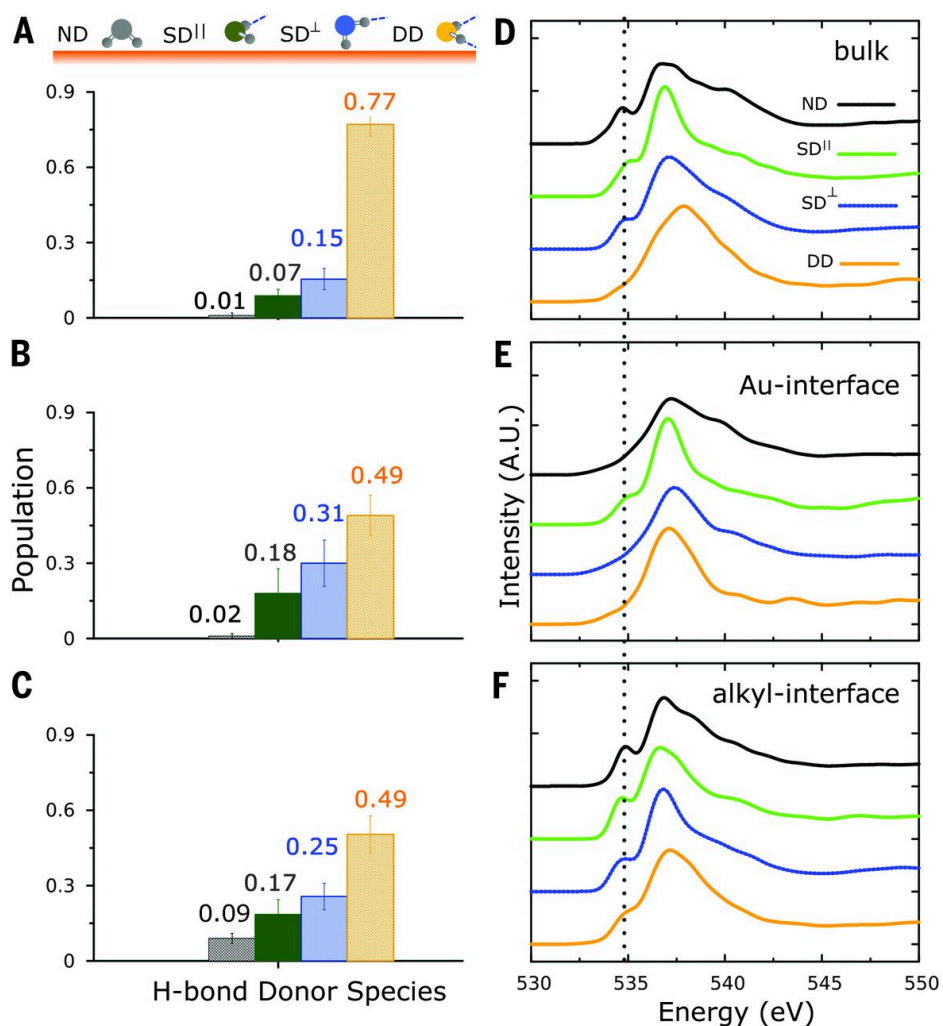 A
ND SD|| SD⊥ DD
0.9
0.6
0.3
0
0.01
0.07
0.15
0.77
B
0.9
0.6
0.3
0
0.02
0.18
0.31
0.49
C
0.9
0.6
0.3
0
0.09
0.17
0.25
0.49
Population
H-bond Donor Species
D
bulk
ND
SD||
SD⊥
DD
E
Au-interface
F
alkyl-interface
Intensity (A.U.)
530 535 540 545 550
Energy (eV)